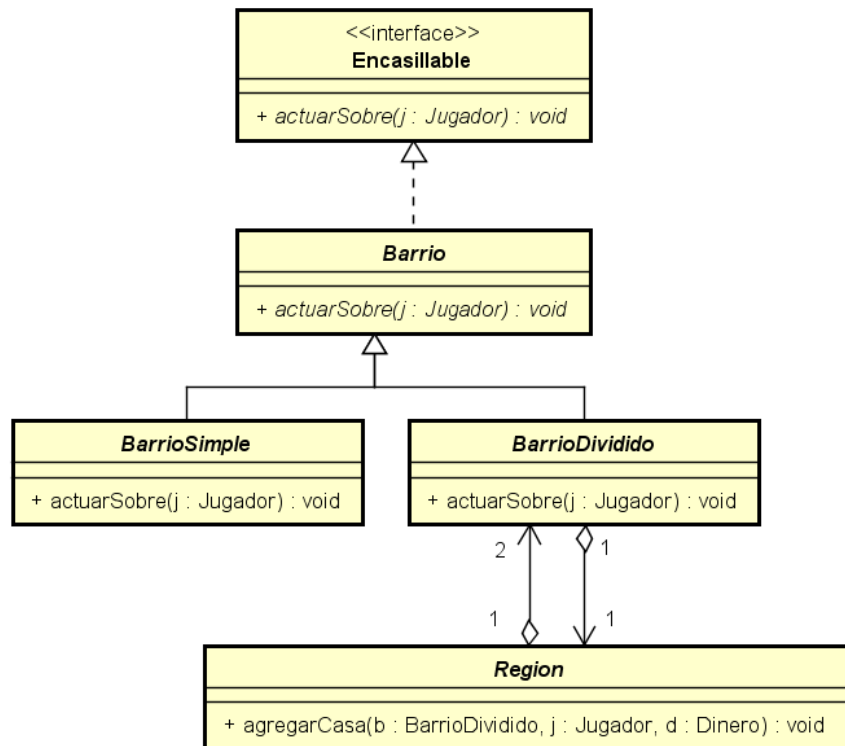 <<interface>>
Encasillable
+ actuarSobre(j : Jugador) : void
Barrio
+ actuarSobre(j : Jugador) : void
BarrioSimple
+ actuarSobre(j : Jugador) : void
BarrioDividido
+ actuarSobre(j : Jugador) : void
2
1
1
1
Region
+ agregarCasa(b : BarrioDividido, j : Jugador, d : Dinero) : void